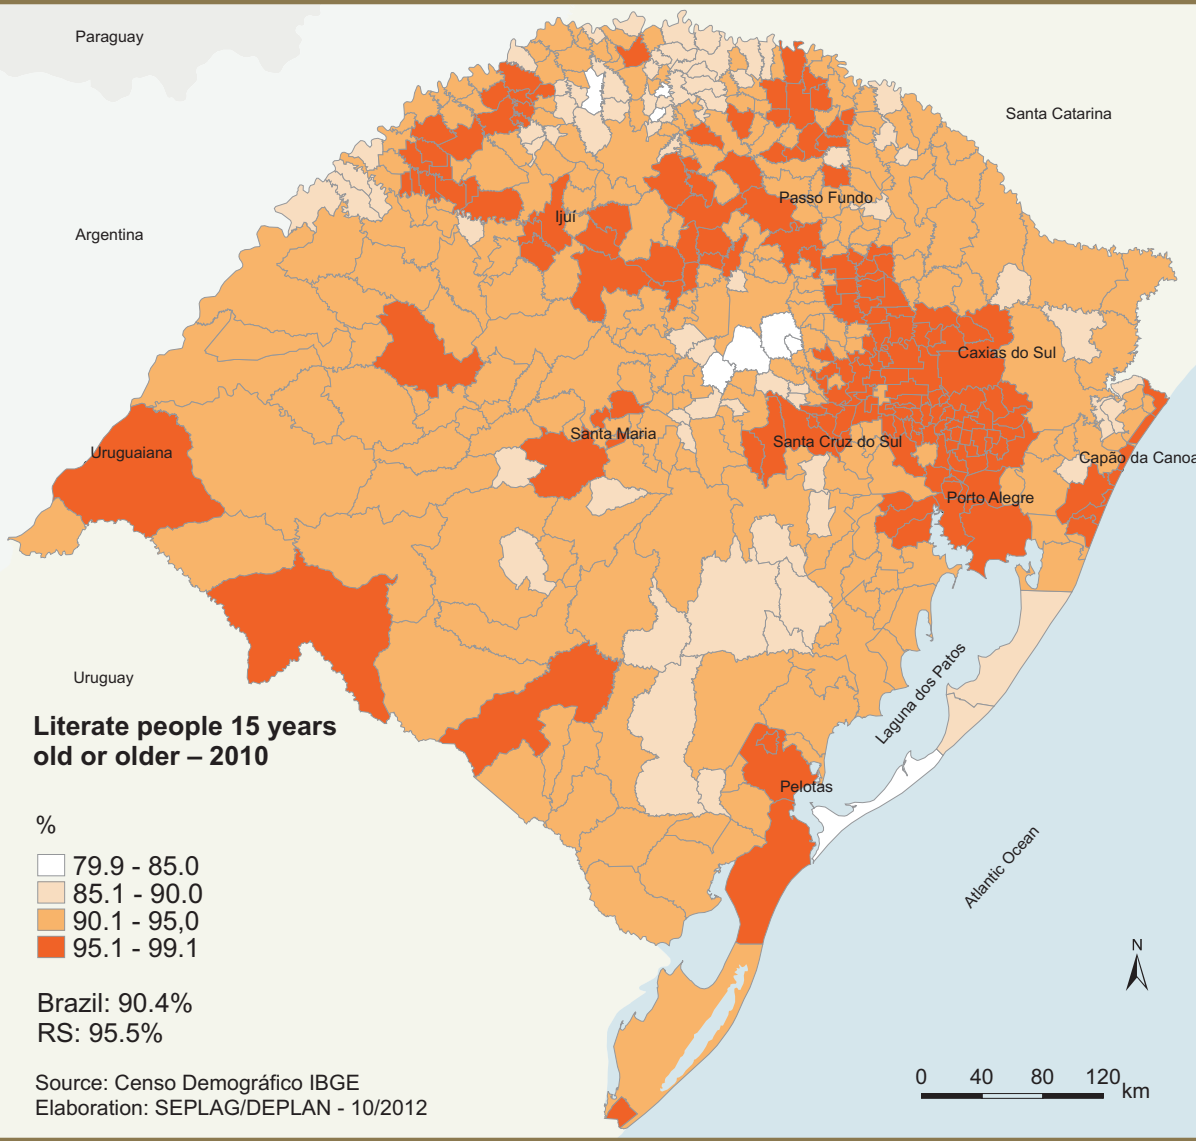 Paraguay
Santa Catarina
Passo Fundo
Ijuí
Argentina
Caxias do Sul
Santa Maria
Santa Cruz do Sul
Uruguaiana
Capão da Canoa
Porto Alegre
Uruguay
Laguna dos Patos
Literate people 15 years
old or older – 2010
Pelotas
%
79.9 - 85.0
85.1 - 90.0
90.1 - 95,0
95.1 - 99.1
Atlantic Ocean
N
Brazil: 90.4%
RS: 95.5%
Source: Censo Demográfico IBGE
Elaboration: SEPLAG/DEPLAN - 10/2012
0 40 80 120 km